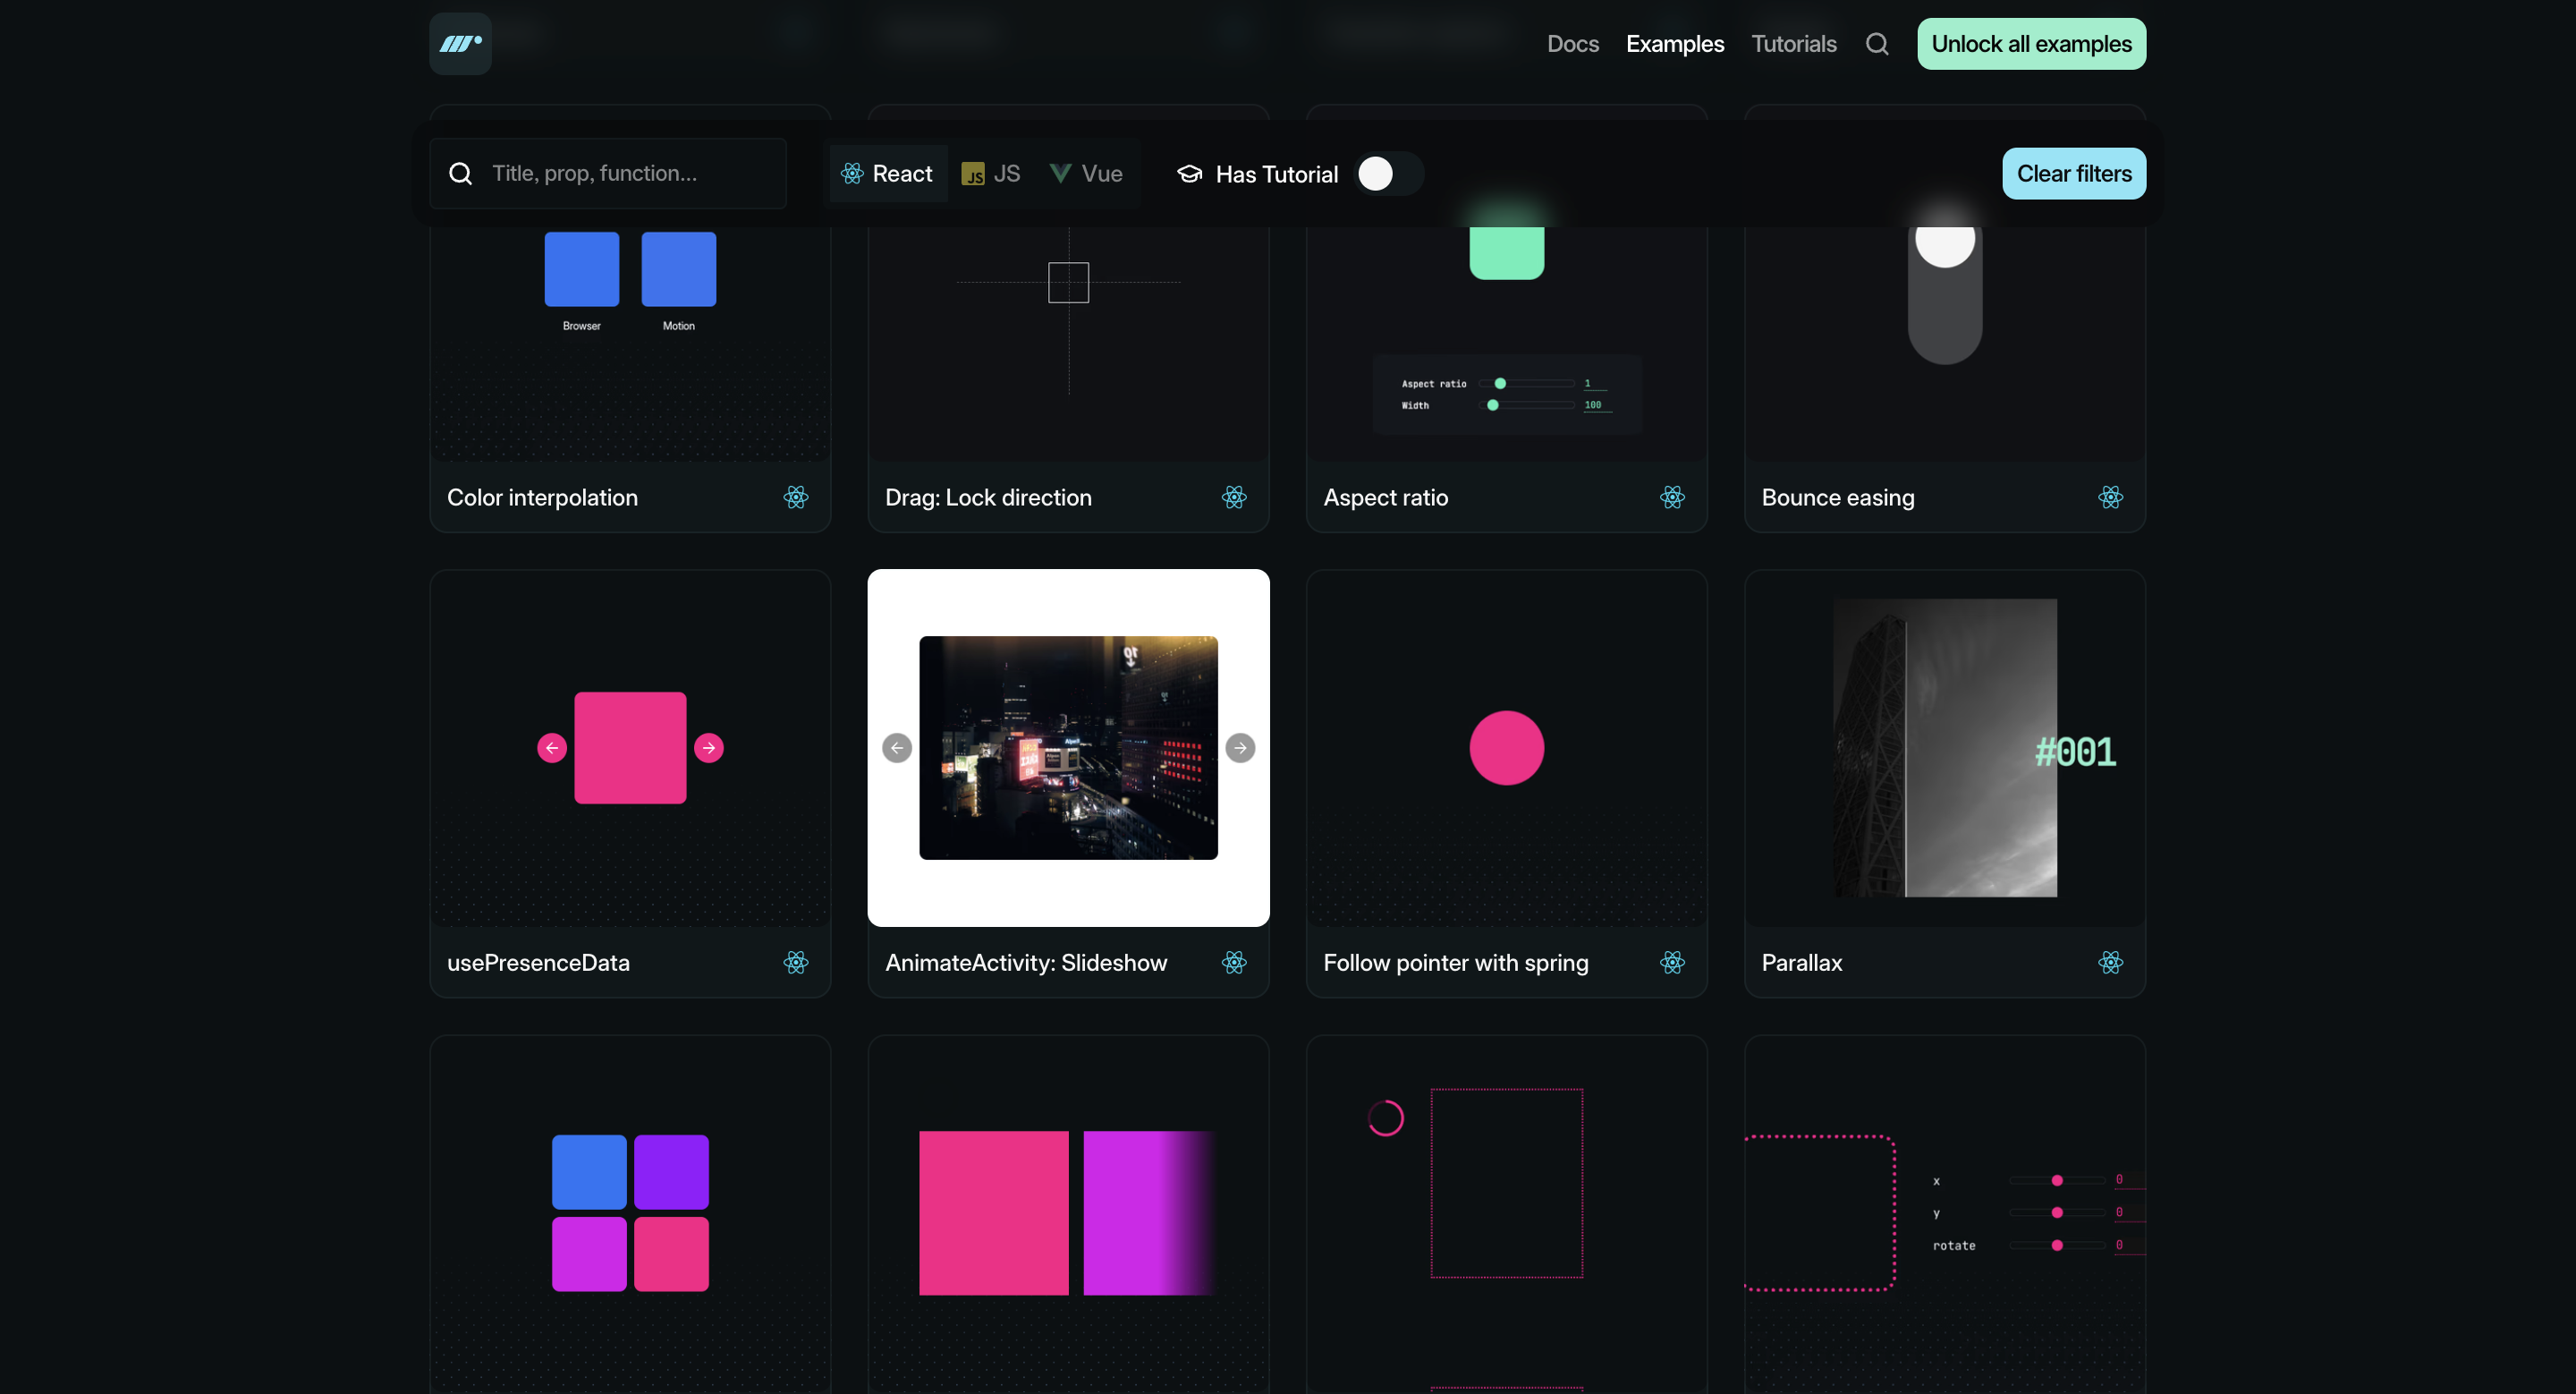 Docs
Examples
Tutorials
Unlock all examples
Title, prop, function...
React
JS
JS
Vue
Has Tutorial
Clear filters
Browser
Motion
Aspect ratio
1
Width
100
Color interpolation
Drag: Lock direction
Aspect ratio
Bounce easing
#001
usePresenceData
AnimateActivity: Slideshow
Follow pointer with spring
Parallax
x
0
y
0
rotate
0